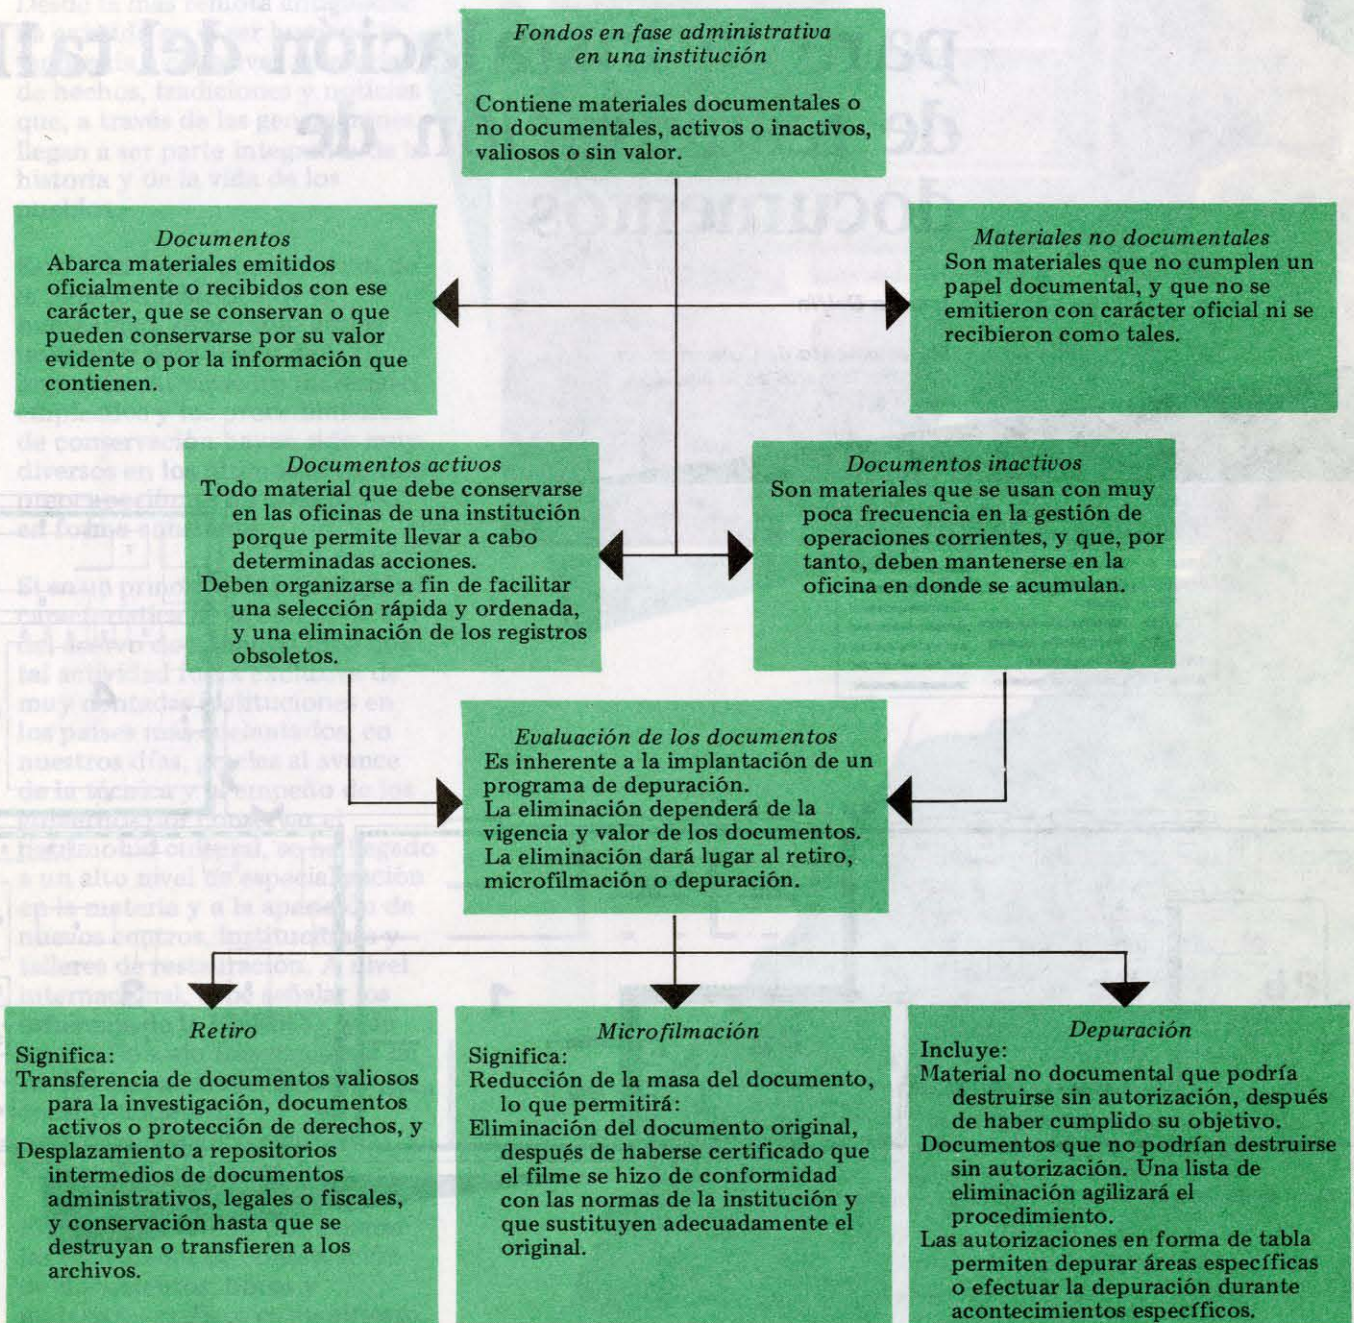 Fondos en fase administrativa
en una institución
Contiene materiales documentales o
no documentales, activos o inactivos,
valiosos o sin valor.
Documentos
Abarca materiales emitidos
oficialmente o recibidos con ese
carácter, que se conservan o que
pueden conservarse por su valor
evidente o por la información que
contienen.
Materiales no documentales
Son materiales que no cumplen un
papel documental, y que no se
emitieron con carácter oficial ni se
recibieron como tales.
Documentos activos
Todo material que debe conservarse
en las oficinas de una institución
porque permite llevar a cabo
determinadas acciones.
Deben organizarse a fin de facilitar
una selección rápida y ordenada,
y una eliminación de los registros
obsoletos.
Documentos inactivos
Son materiales que se usan con muy
poca frecuencia en la gestión de
operaciones corrientes, y que, por
tanto, deben mantenerse en la
oficina en donde se acumulan.
Evaluación de los documentos
Es inherente a la implantación de un
programa de depuración.
La eliminación dependerá de la
vigencia y valor de los documentos.
La eliminación dará lugar al retiro,
microfilmación o depuración.
Retiro
Significa:
Transferencia de documentos valiosos
para la investigación, documentos
activos o protección de derechos, y
Desplazamiento a repositorios
intermedios de documentos
administrativos, legales o fiscales,
y conservación hasta que se
destruyan o transfieren a los
archivos.
Microfilmación
Significa:
Reducción de la masa del documento,
lo que permitirá:
Eliminación del documento original,
después de haberse certificado que
el filme se hizo de conformidad
con las normas de la institución y
que sustituyen adecuadamente el
original.
Depuración
Incluye:
Material no documental que podría
destruirse sin autorización, después
de haber cumplido su objetivo.
Documentos que no podrían destruirse
sin autorización. Una lista de
eliminación agilizará el
procedimiento.
Las autorizaciones en forma de tabla
permiten depurar áreas específicas
o efectuar la depuración durante
acontecimientos específicos.